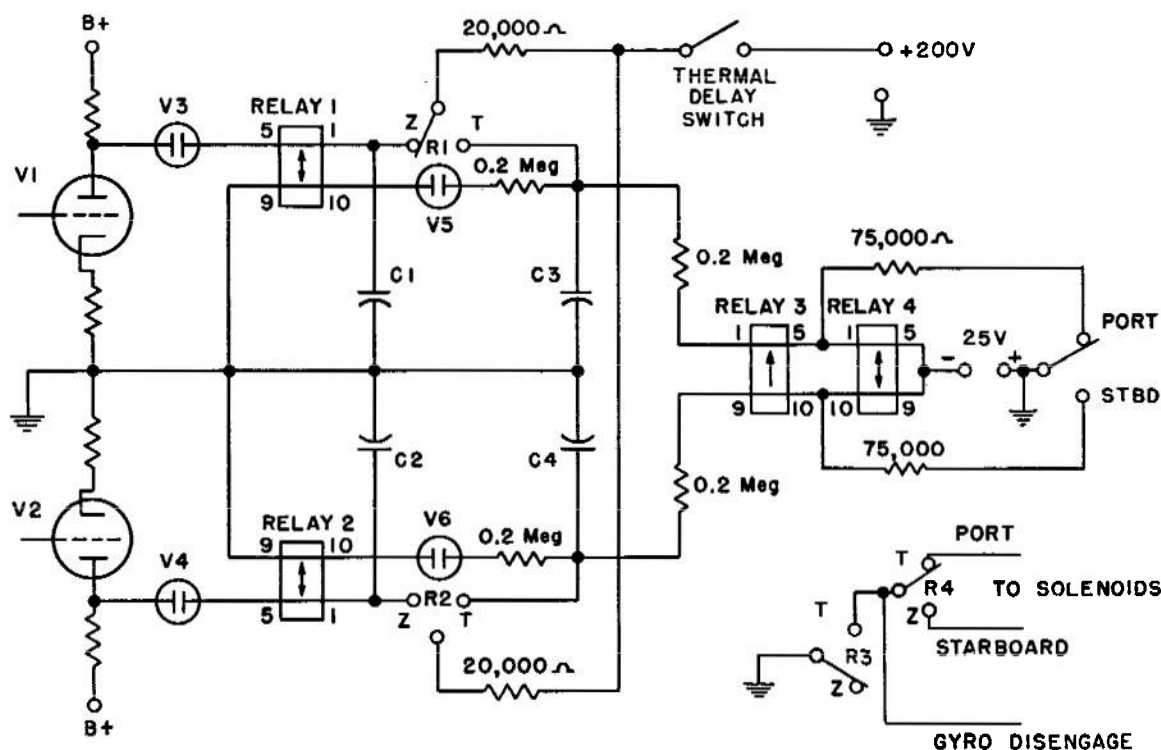 B+
20,000Ω
+200V
THERMAL
DELAY
SWITCH
V3
RELAY 1
5
1
Z
T
R1
0.2 Meg
V1
9
10
V5
75,000Ω
0.2 Meg
C1
C3
RELAY 3
RELAY 4
1
5
1
5
PORT
25V
-
+
9
10
10
9
STBD
C2
C4
75,000
0.2 Meg
V2
RELAY 2
V6
0.2 Meg
9
10
V4
PORT
T
R4
TO SOLENOIDS
5
1
Z
R2
T
T
Z
STARBOARD
20,000Ω
R3
Z
B+
GYRO DISENGAGE